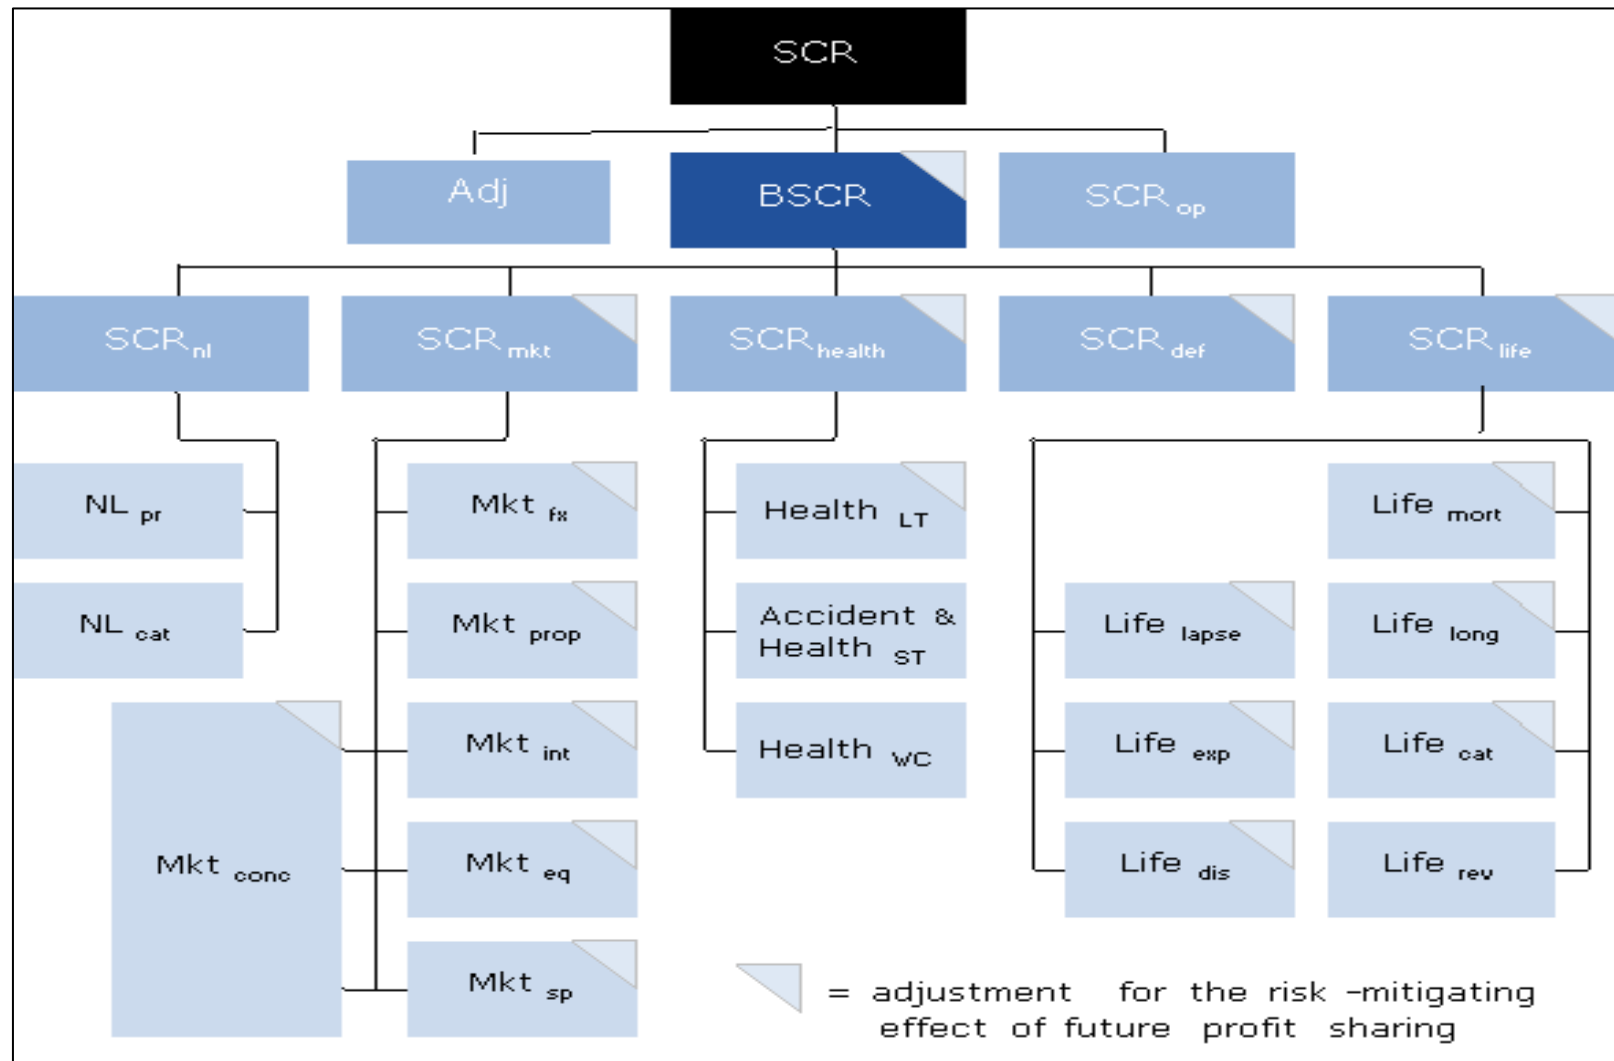 SCR
Adj
BSCR
SCR op
SCR nl
SCR mkt
SCR health
SCR def
SCR life
NL pr
Mkt fx
Health LT
Life mort
NL cat
Mkt prop
Accident &
Health ST
Life lapse
Life long
Mkt int
Health WC
Life exp
Life cat
Mkt conc
Mkt eq
Life dis
Life rev
Mkt sp
= adjustment for the risk -mitigating
effect of future profit sharing